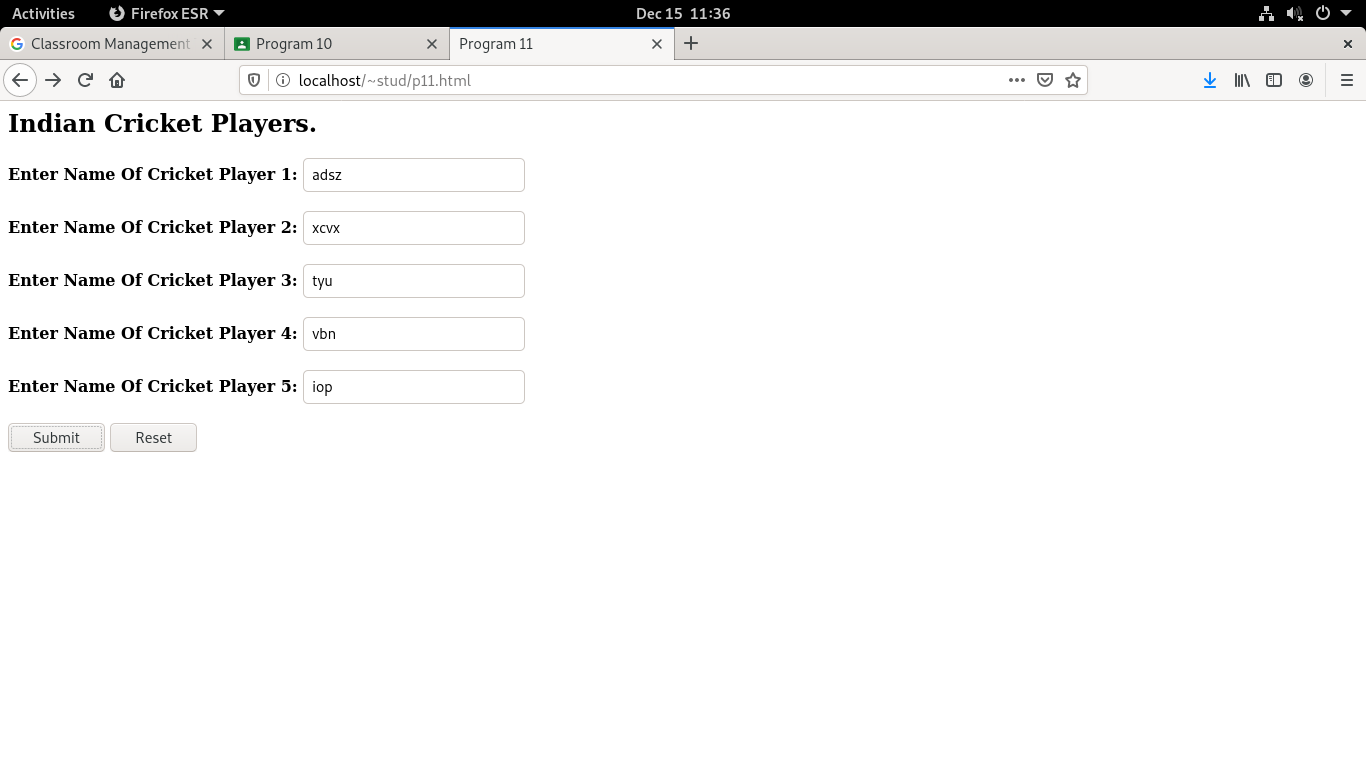 Activities Firefox ESR Dec 15 11:36
Classroom Management Program 10 Program 11
localhost/~stud/p11.html
Indian Cricket Players.
Enter Name Of Cricket Player 1: adsz
Enter Name Of Cricket Player 2: xcvx
Enter Name Of Cricket Player 3: tyu
Enter Name Of Cricket Player 4: vbn
Enter Name Of Cricket Player 5: iop
Submit Reset